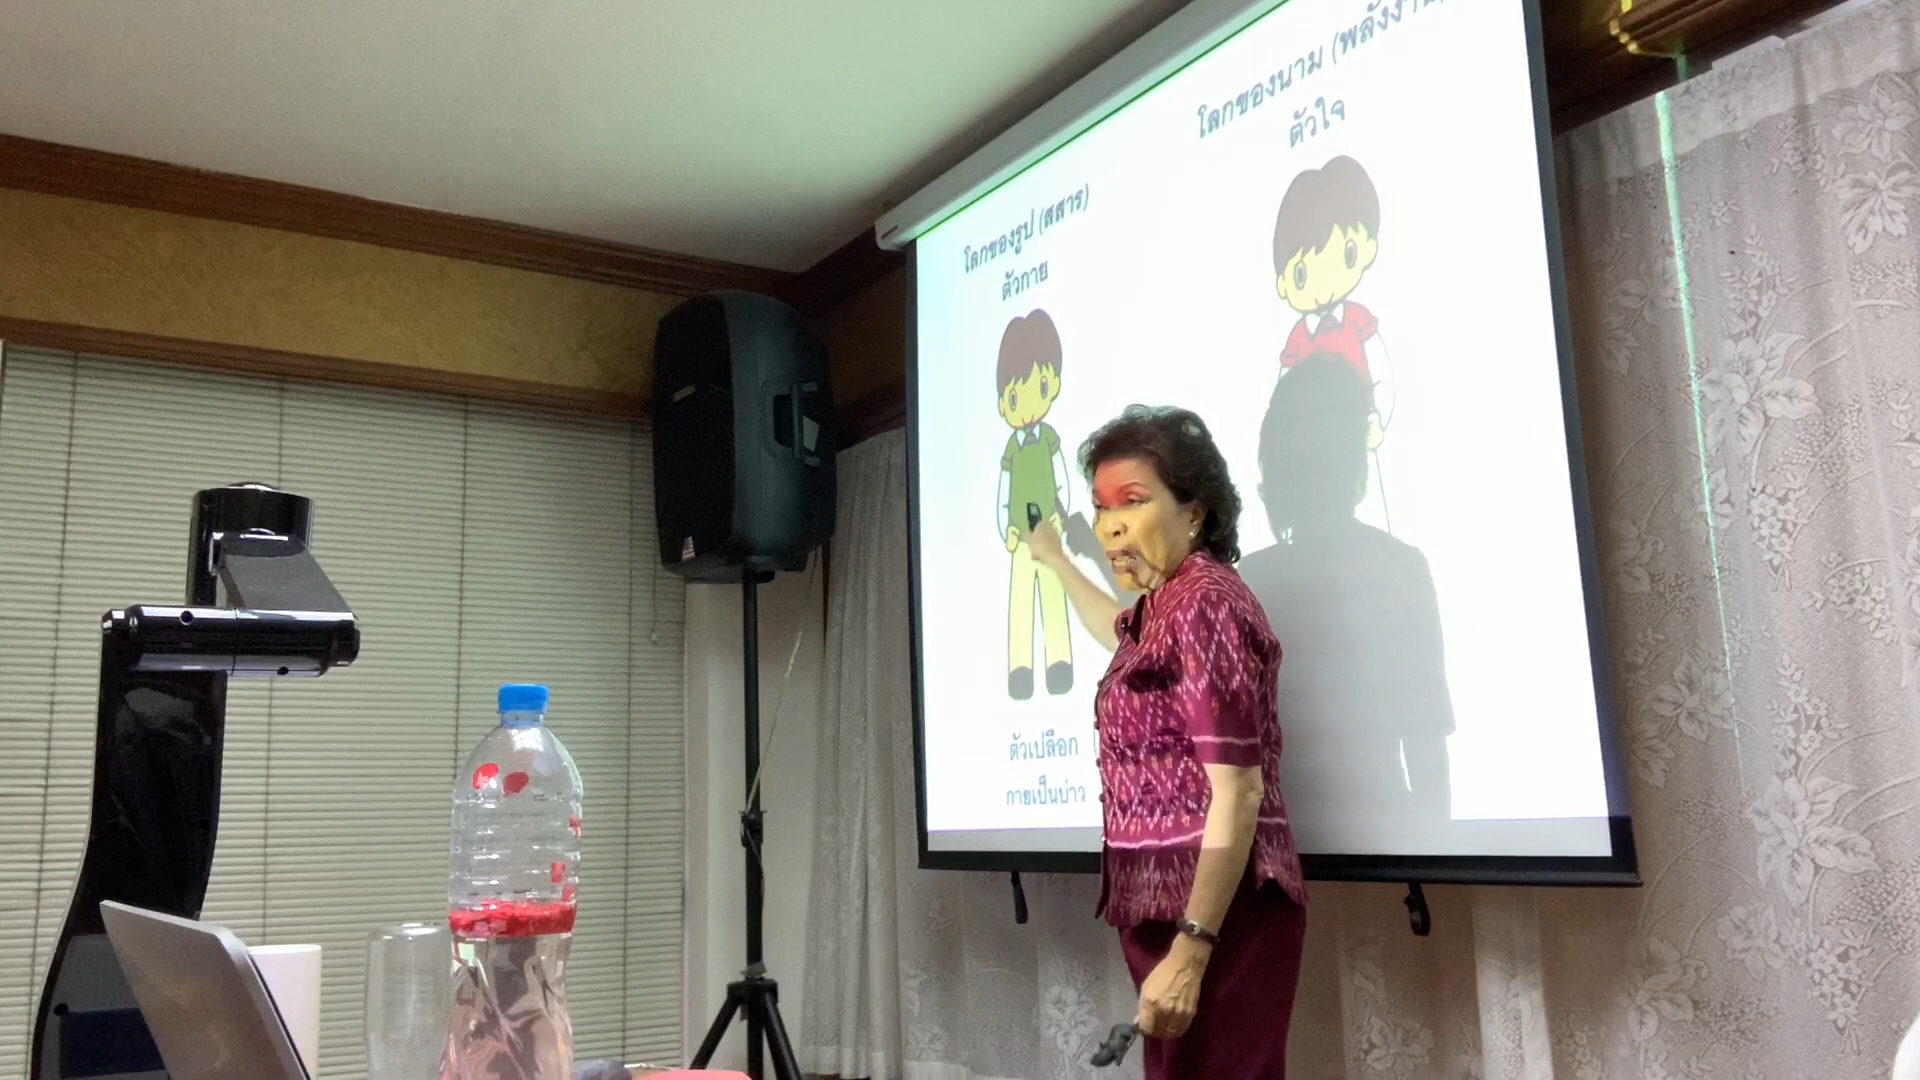 โลกของรูป (สสาร)
ตัวกาย
ตัวเปลือก
กายเป็นบ่าว
โลกของนาม (พลังงาน)
ตัวใจ